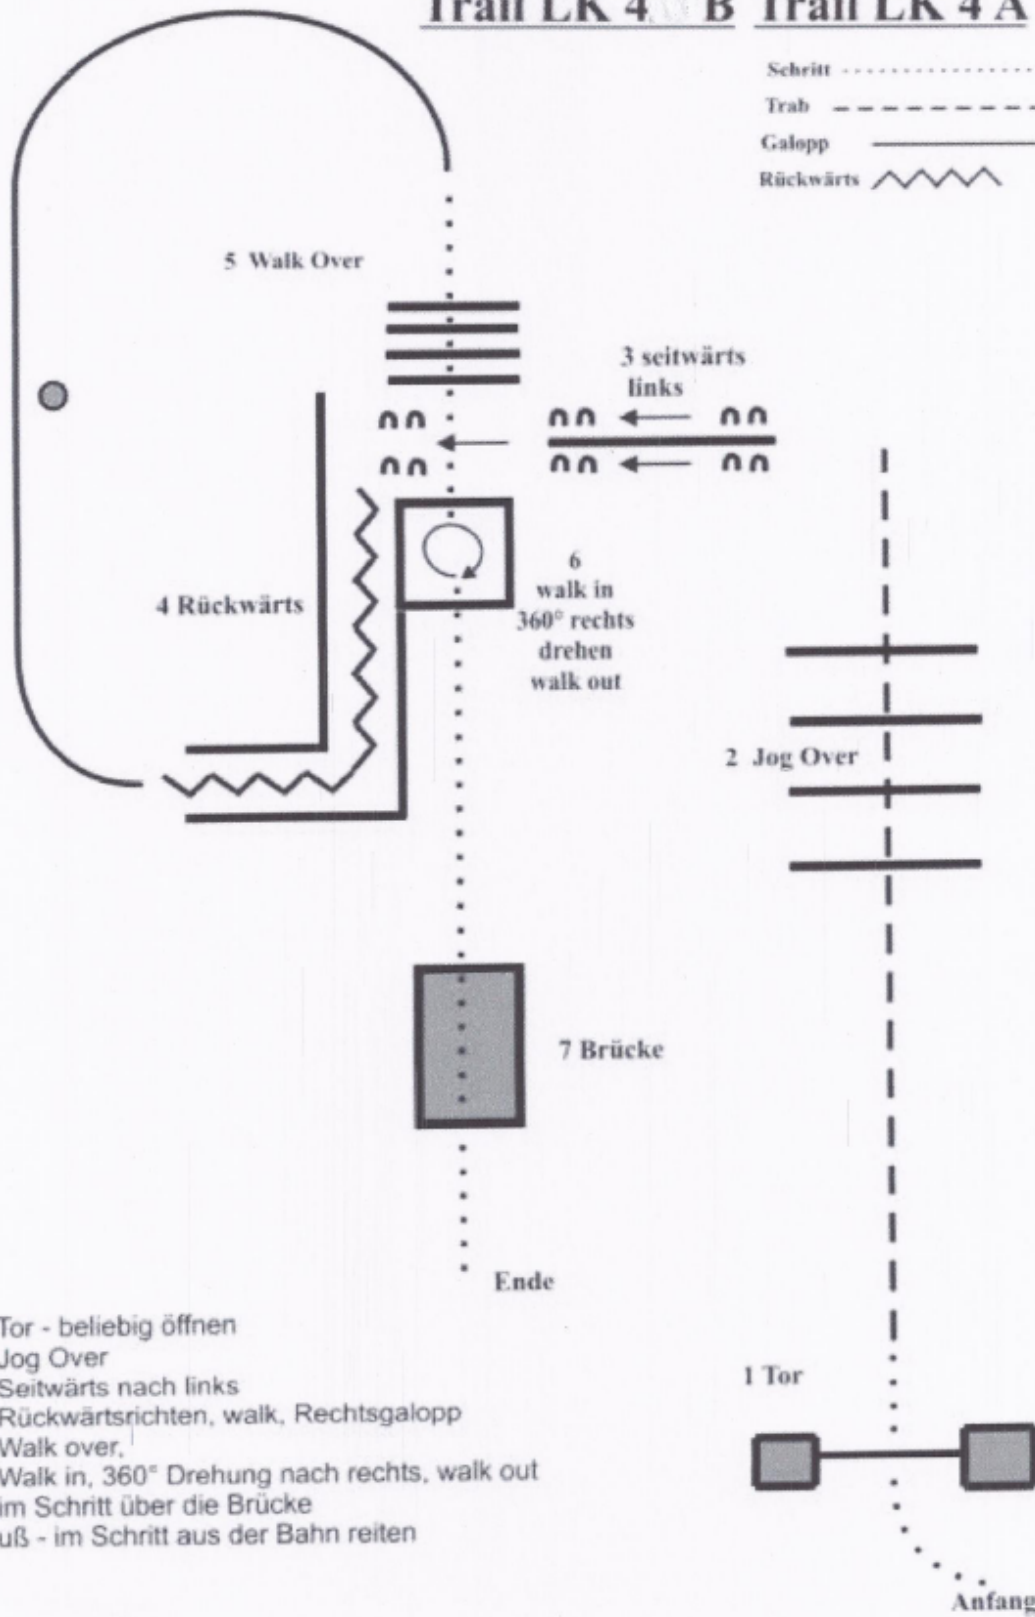 Trail LK 4 B Trail LK 4 A
Schritt
Trab
Galopp
Rückwärts
5 Walk Over
3 seitwärts
links
4 Rückwärts
6
walk in
360° rechts
drehen
walk out
2 Jog Over
7 Brücke
Ende
1 Tor
Tor - beliebig öffnen
Jog Over
Seitwärts nach links
Rückwärtsrichten, walk, Rechtsgalopp
Walk over,
Walk in, 360° Drehung nach rechts, walk out
im Schritt über die Brücke
uß - im Schritt aus der Bahn reiten
Anfang